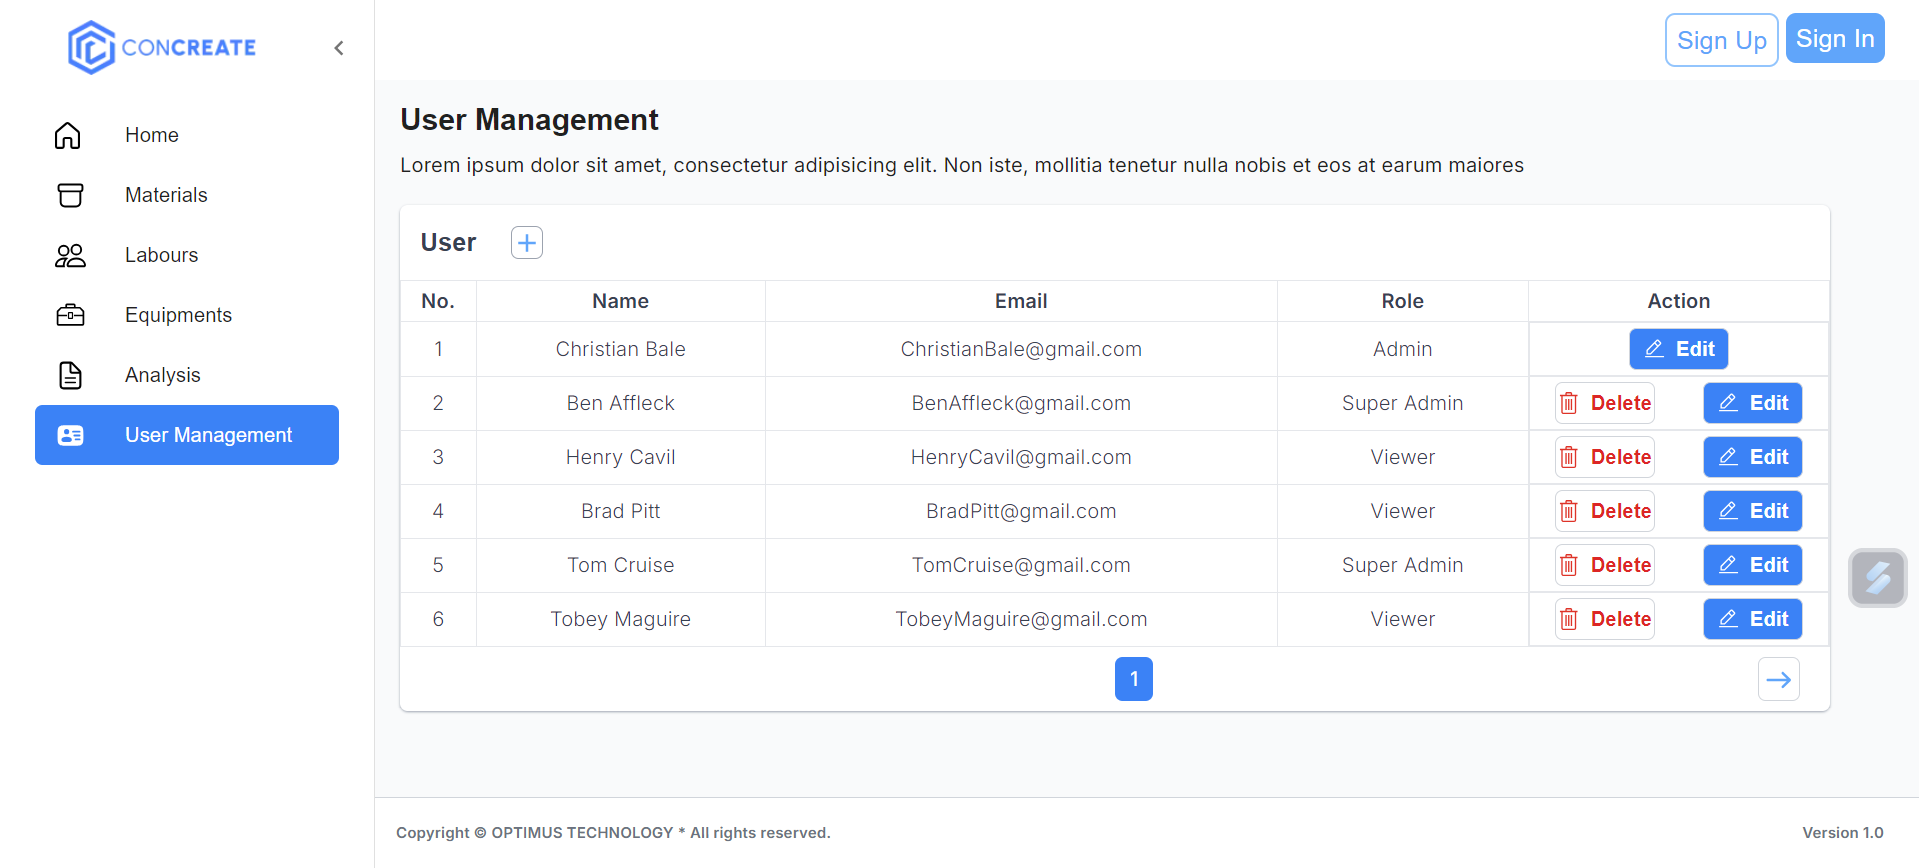 CONCREATE
Sign Up Sign In
Home
Materials
Labours
Equipments
Analysis
User Management
User Management
Lorem ipsum dolor sit amet, consectetur adipisicing elit. Non iste, mollitia tenetur nulla nobis et eos at earum maiores
User
No. Name Email Role Action
1 Christian Bale ChristianBale@gmail.com Admin Edit
2 Ben Affleck BenAffleck@gmail.com Super Admin Delete Edit
3 Henry Cavil HenryCavil@gmail.com Viewer Delete Edit
4 Brad Pitt BradPitt@gmail.com Viewer Delete Edit
5 Tom Cruise TomCruise@gmail.com Super Admin Delete Edit
6 Tobey Maguire TobeyMaguire@gmail.com Viewer Delete Edit
1
Copyright © OPTIMUS TECHNOLOGY * All rights reserved. Version 1.0